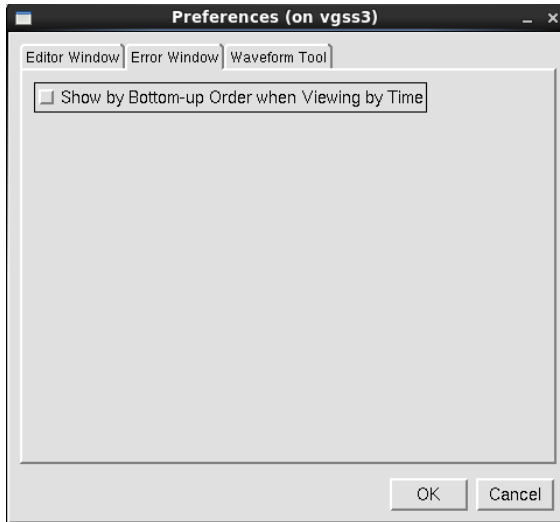 Preferences (on vgss3)
Editor Window Error Window Waveform Tool
Show by Bottom-up Order when Viewing by Time
OK Cancel